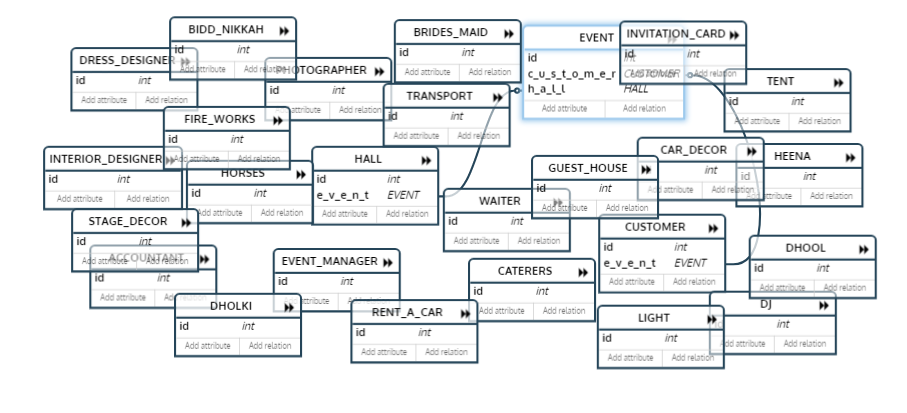 BIDD_NIKKAH
id int
Add attribute Add relation
BRIDES_MAID
id int
Add attribute Add relation
EVENT
id int
c_u_s_t_o_m_e_r CUSTOMER
h_a_l_l HALL
Add attribute Add relation
INVITATION_CARD
id int
Add attribute Add relation
DRESS_DESIGNER
id int
Add attribute Add relation
PHOTOGRAPHER
id int
TENT
id int
Add attribute Add relation
TRANSPORT
id int
Add attribute Add relation
FIRE_WORKS
id int
Add attribute Add relation
INTERIOR_DESIGNER
id int
Add attribute Add relation
HORSES
id int
Add attribute Add relation
HALL
id int
e_v_e_n_t EVENT
Add attribute Add relation
GUEST_HOUSE
id int
Add attribute Add relation
CAR_DECOR
id int
Add attribute Add relation
HEENA
id int
Add attribute Add relation
WAITER
id int
Add attribute Add relation
STAGE_DECOR
id int
Add attribute Add relation
CUSTOMER
id int
e_v_e_n_t EVENT
Add attribute Add relation
DHOOL
id int
Add attribute Add relation
ACCOUNTANT
id int
Add attribute
EVENT_MANAGER
id int
Add attribute Add relation
CATERERS
id int
Add attribute Add relation
DHOLKI
id int
Add attribute Add relation
RENT_A_CAR
id int
Add attribute Add relation
LIGHT
id int
Add attribute Add relation
DJ
int
Add attribute Add relation